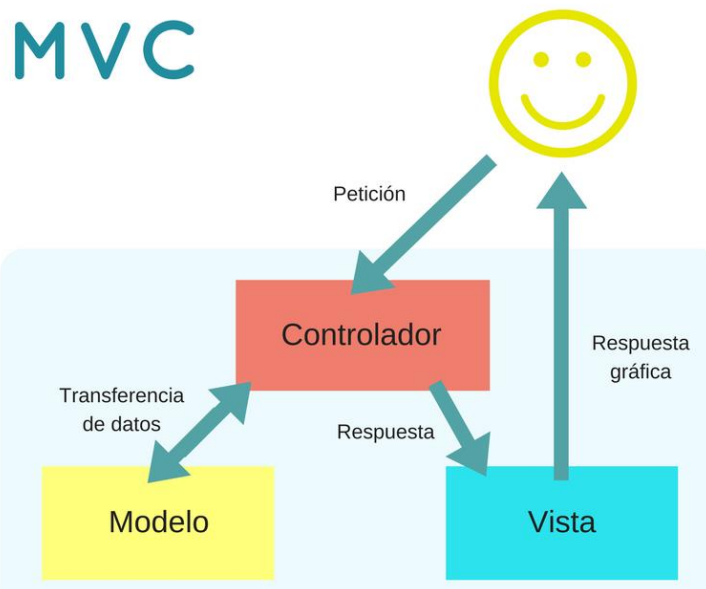 MVC
Petición
Controlador
Respuesta
gráfica
Transferencia
de datos
Respuesta
Modelo
Vista